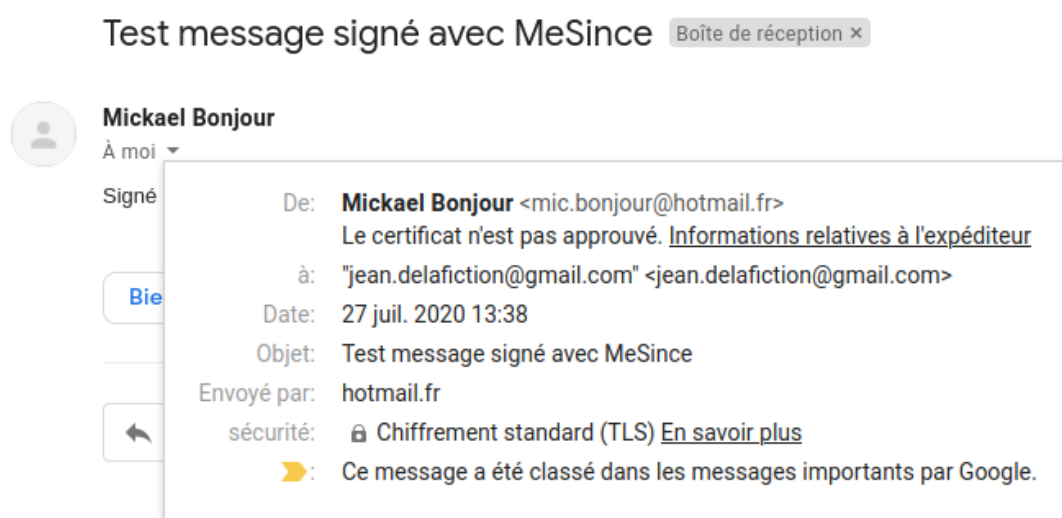 Test message signé avec MeSince Boîte de réception ×
Mickael Bonjour
À moi
Signé
De: Mickael Bonjour <mic.bonjour@hotmail.fr>
Le certificat n'est pas approuvé. Informations relatives à l'expéditeur
à: "jean.delafiction@gmail.com" <jean.delafiction@gmail.com>
Bie
Date: 27 juil. 2020 13:38
Objet: Test message signé avec MeSince
Envoyé par: hotmail.fr
sécurité: Chiffrement standard (TLS) En savoir plus
: Ce message a été classé dans les messages importants par Google.